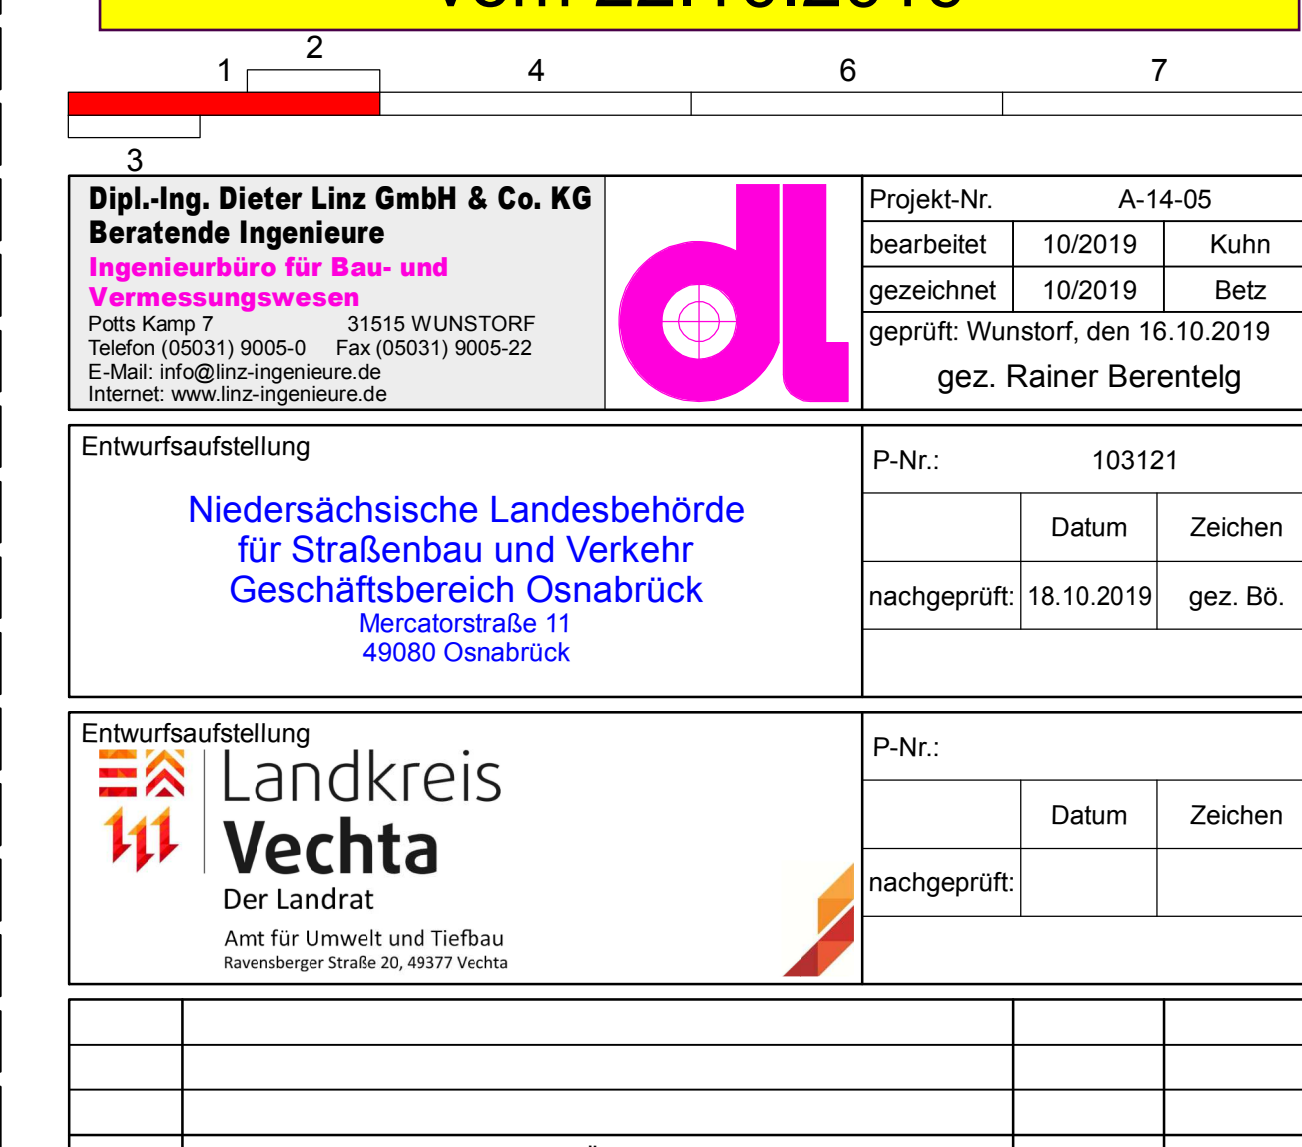 2
1 4 6 7
3
Dipl.-Ing. Dieter Linz GmbH & Co. KG
Beratende Ingenieure
Ingenieurbüro für Bau- und
Vermessungswesen
Potts Kamp 7 31515 WUNSTORF
Telefon (05031) 9005-0 Fax (05031) 9005-22
E-Mail: info@linz-ingenieure.de
Internet: www.linz-ingenieure.de
dl
Projekt-Nr. A-14-05
bearbeitet 10/2019 Kuhn
gezeichnet 10/2019 Betz
geprüft: Wunstorf, den 16.10.2019
gez. Rainer Berentelg
Entwurfsaufstellung
Niedersächsische Landesbehörde
für Straßenbau und Verkehr
Geschäftsbereich Osnabrück
Mercatorstraße 11
49080 Osnabrück
P-Nr.: 103121
Datum Zeichen
nachgeprüft: 18.10.2019 gez. Bö.
Entwurfsaufstellung
Landkreis
Vechta
Der Landrat
Amt für Umwelt und Tiefbau
Ravensberger Straße 20, 49377 Vechta
P-Nr.:
Datum Zeichen
nachgeprüft: